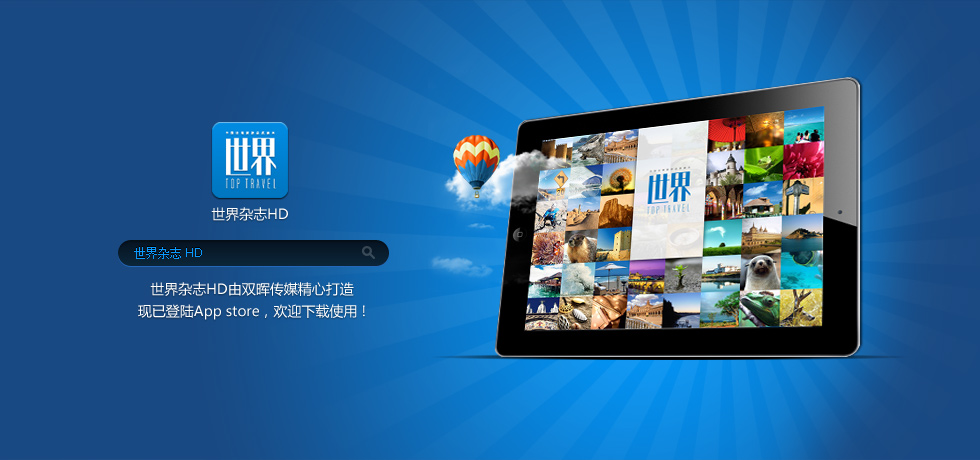 世界
TOP TRAVEL
世界杂志HD
世界杂志 HD
世界杂志HD由双晖传媒精心打造
现已登陆App store，欢迎下载使用！
世界
TOP TRAVEL